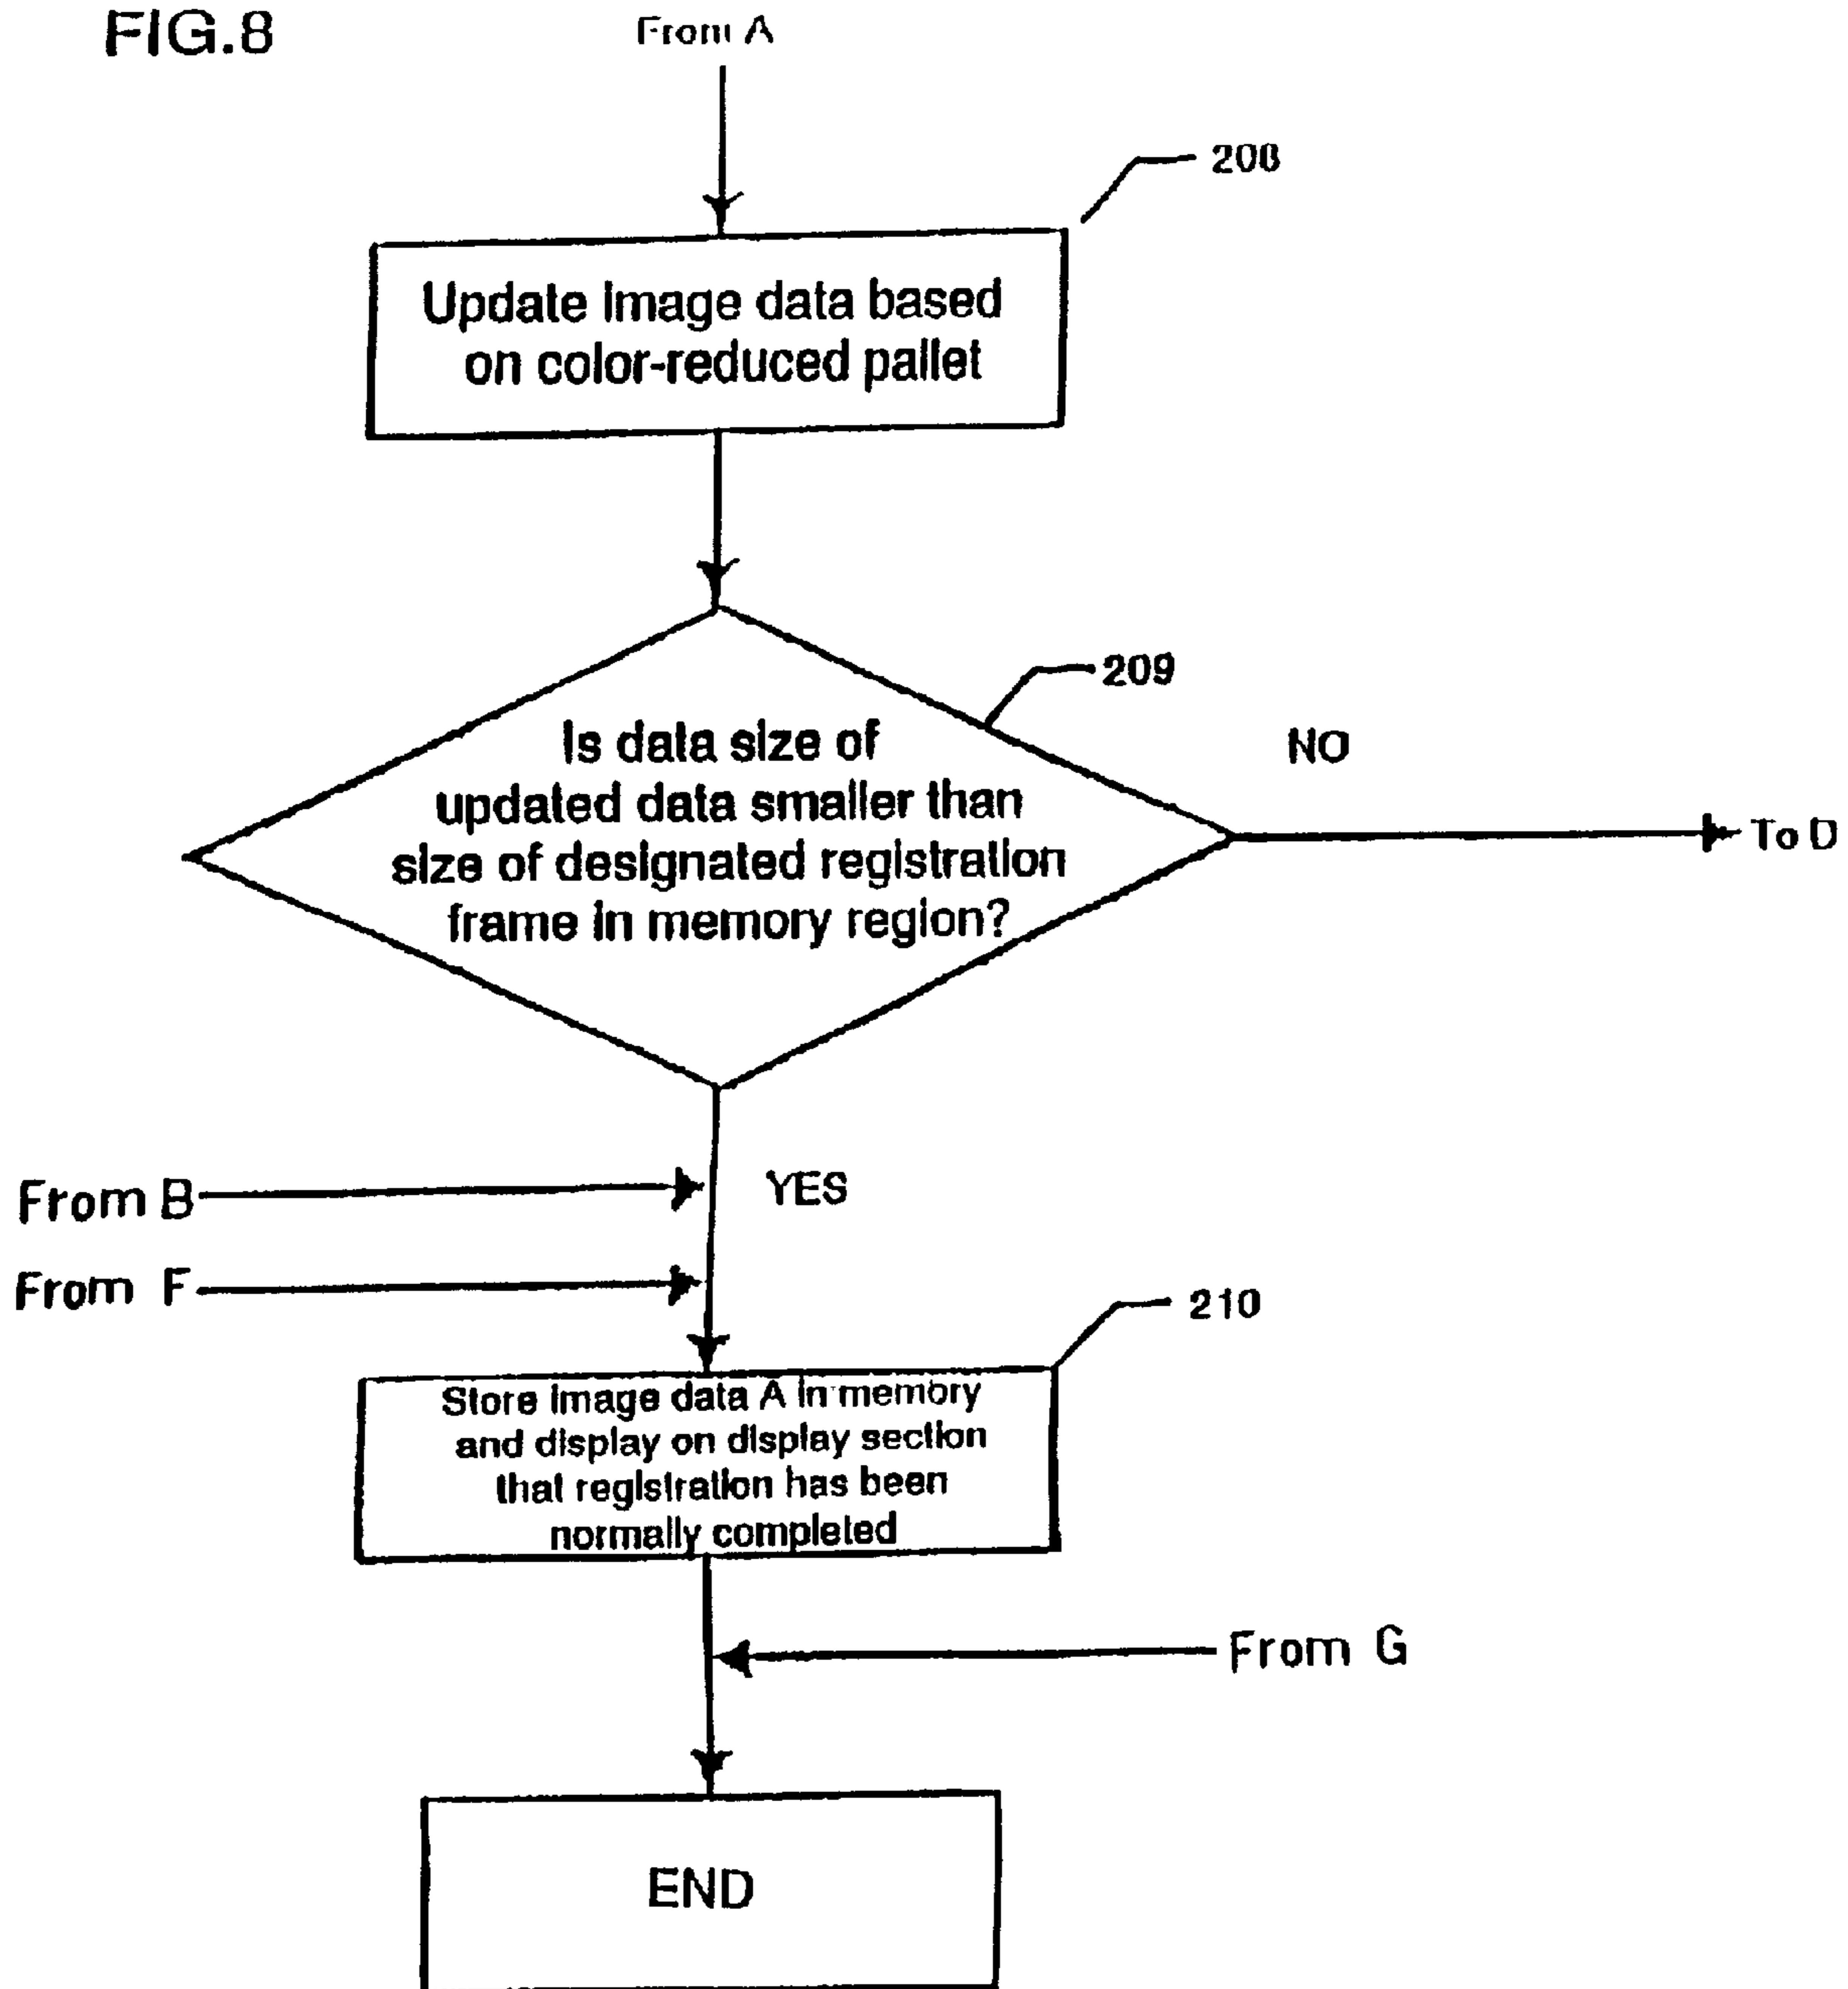 FIG.8
From A
208
Update image data based
on color-reduced pallet
209
Is data size of
updated data smaller than
size of designated registration
frame in memory region?
NO
To D
From B
YES
From F
210
Store image data A in memory
and display on display section
that registration has been
normally completed
From G
END